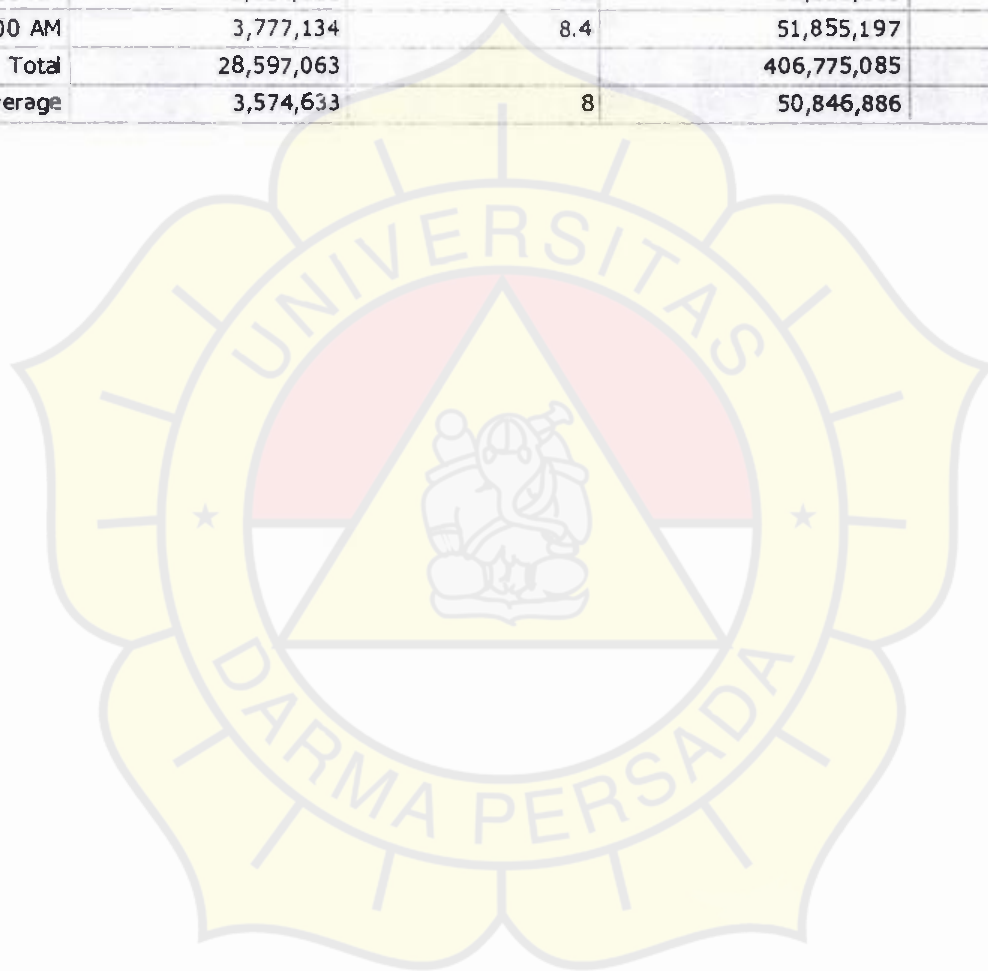 00 AM 3,777,134 8.4 51,855,197
Total 28,597,063 406,775,085
erage 3,574,633 8 50,846,886
UNIVERSITAS
DARMA PERSADA